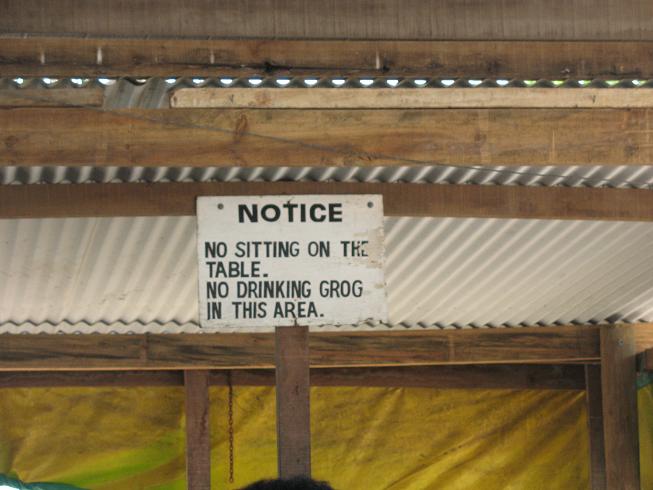 NOTICE
NO SITTING ON THE
TABLE.
NO DRINKING GROG
IN THIS AREA.